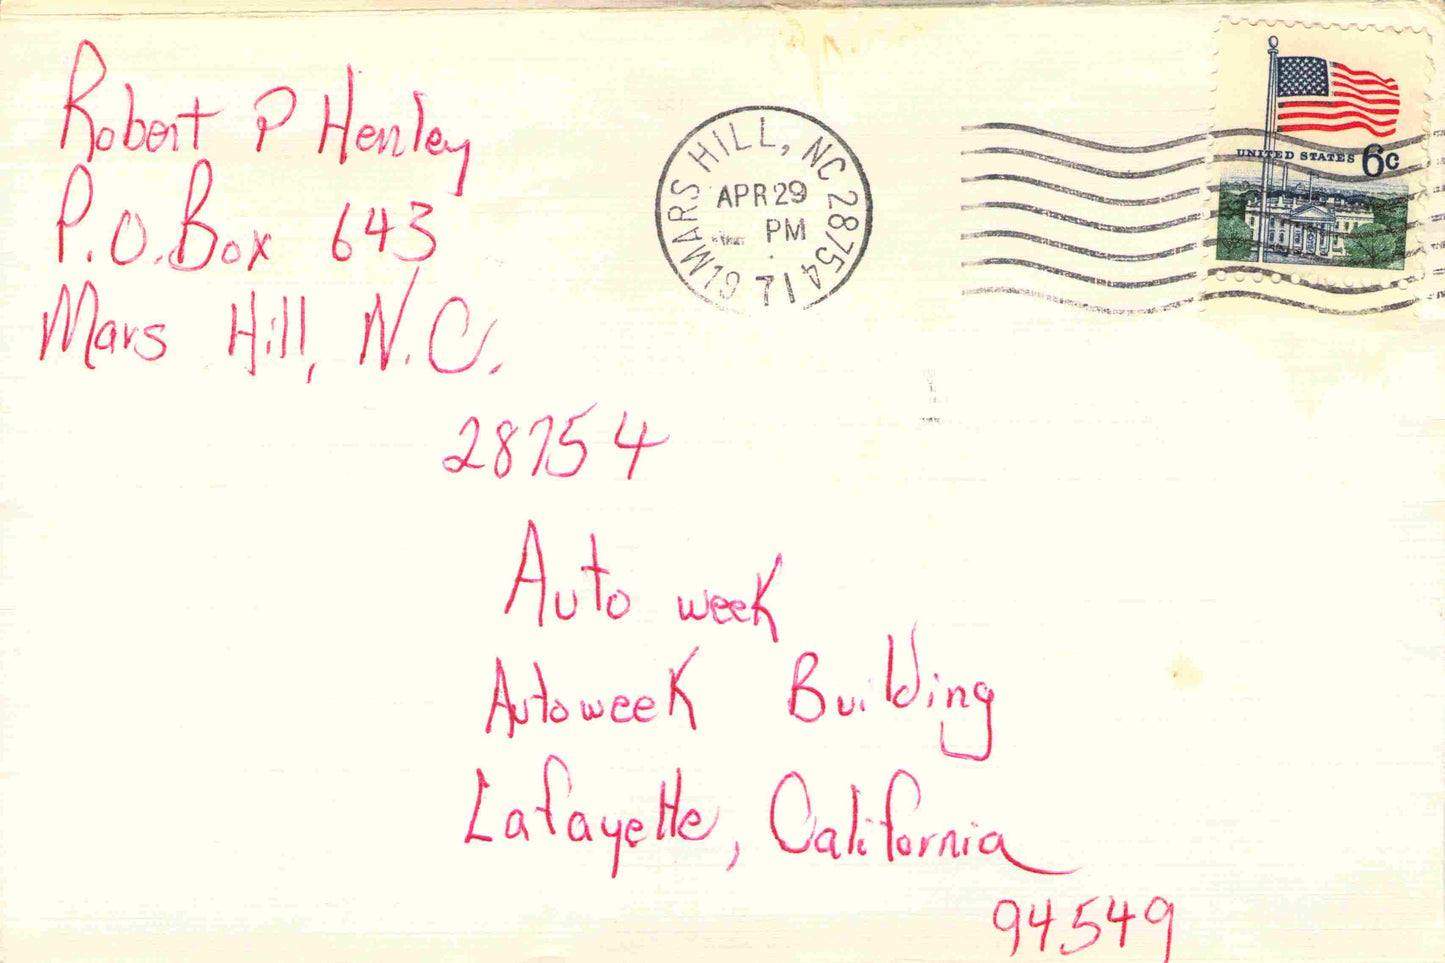 Robert P Henley
P.O. Box 643
Mars Hill, N.C.
28754
MARS HILL, NC 28754
APR 29
PM
71
UNITED STATES 6c
Auto week
Autoweek Building
Lafayette, California
94549